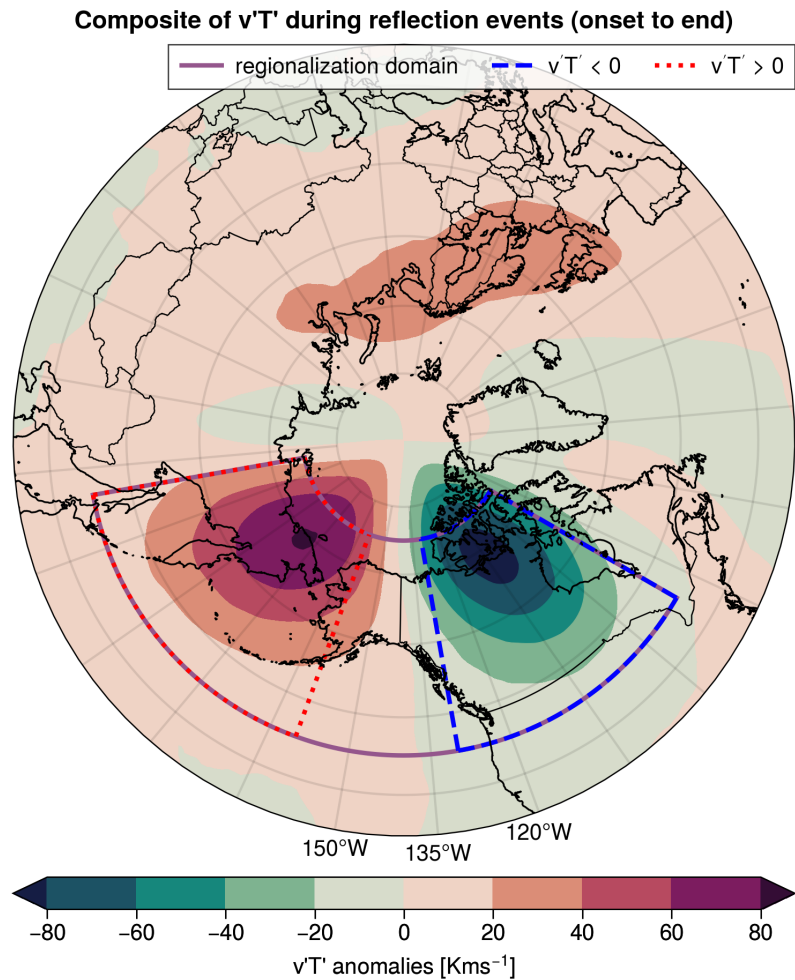 Composite of v'T' during reflection events (onset to end)
regionalization domain
v'T' < 0
v'T' > 0
150°W
135°W
120°W
−80
−60
−40
−20
0
20
40
60
80
v'T' anomalies [Kms⁻¹]